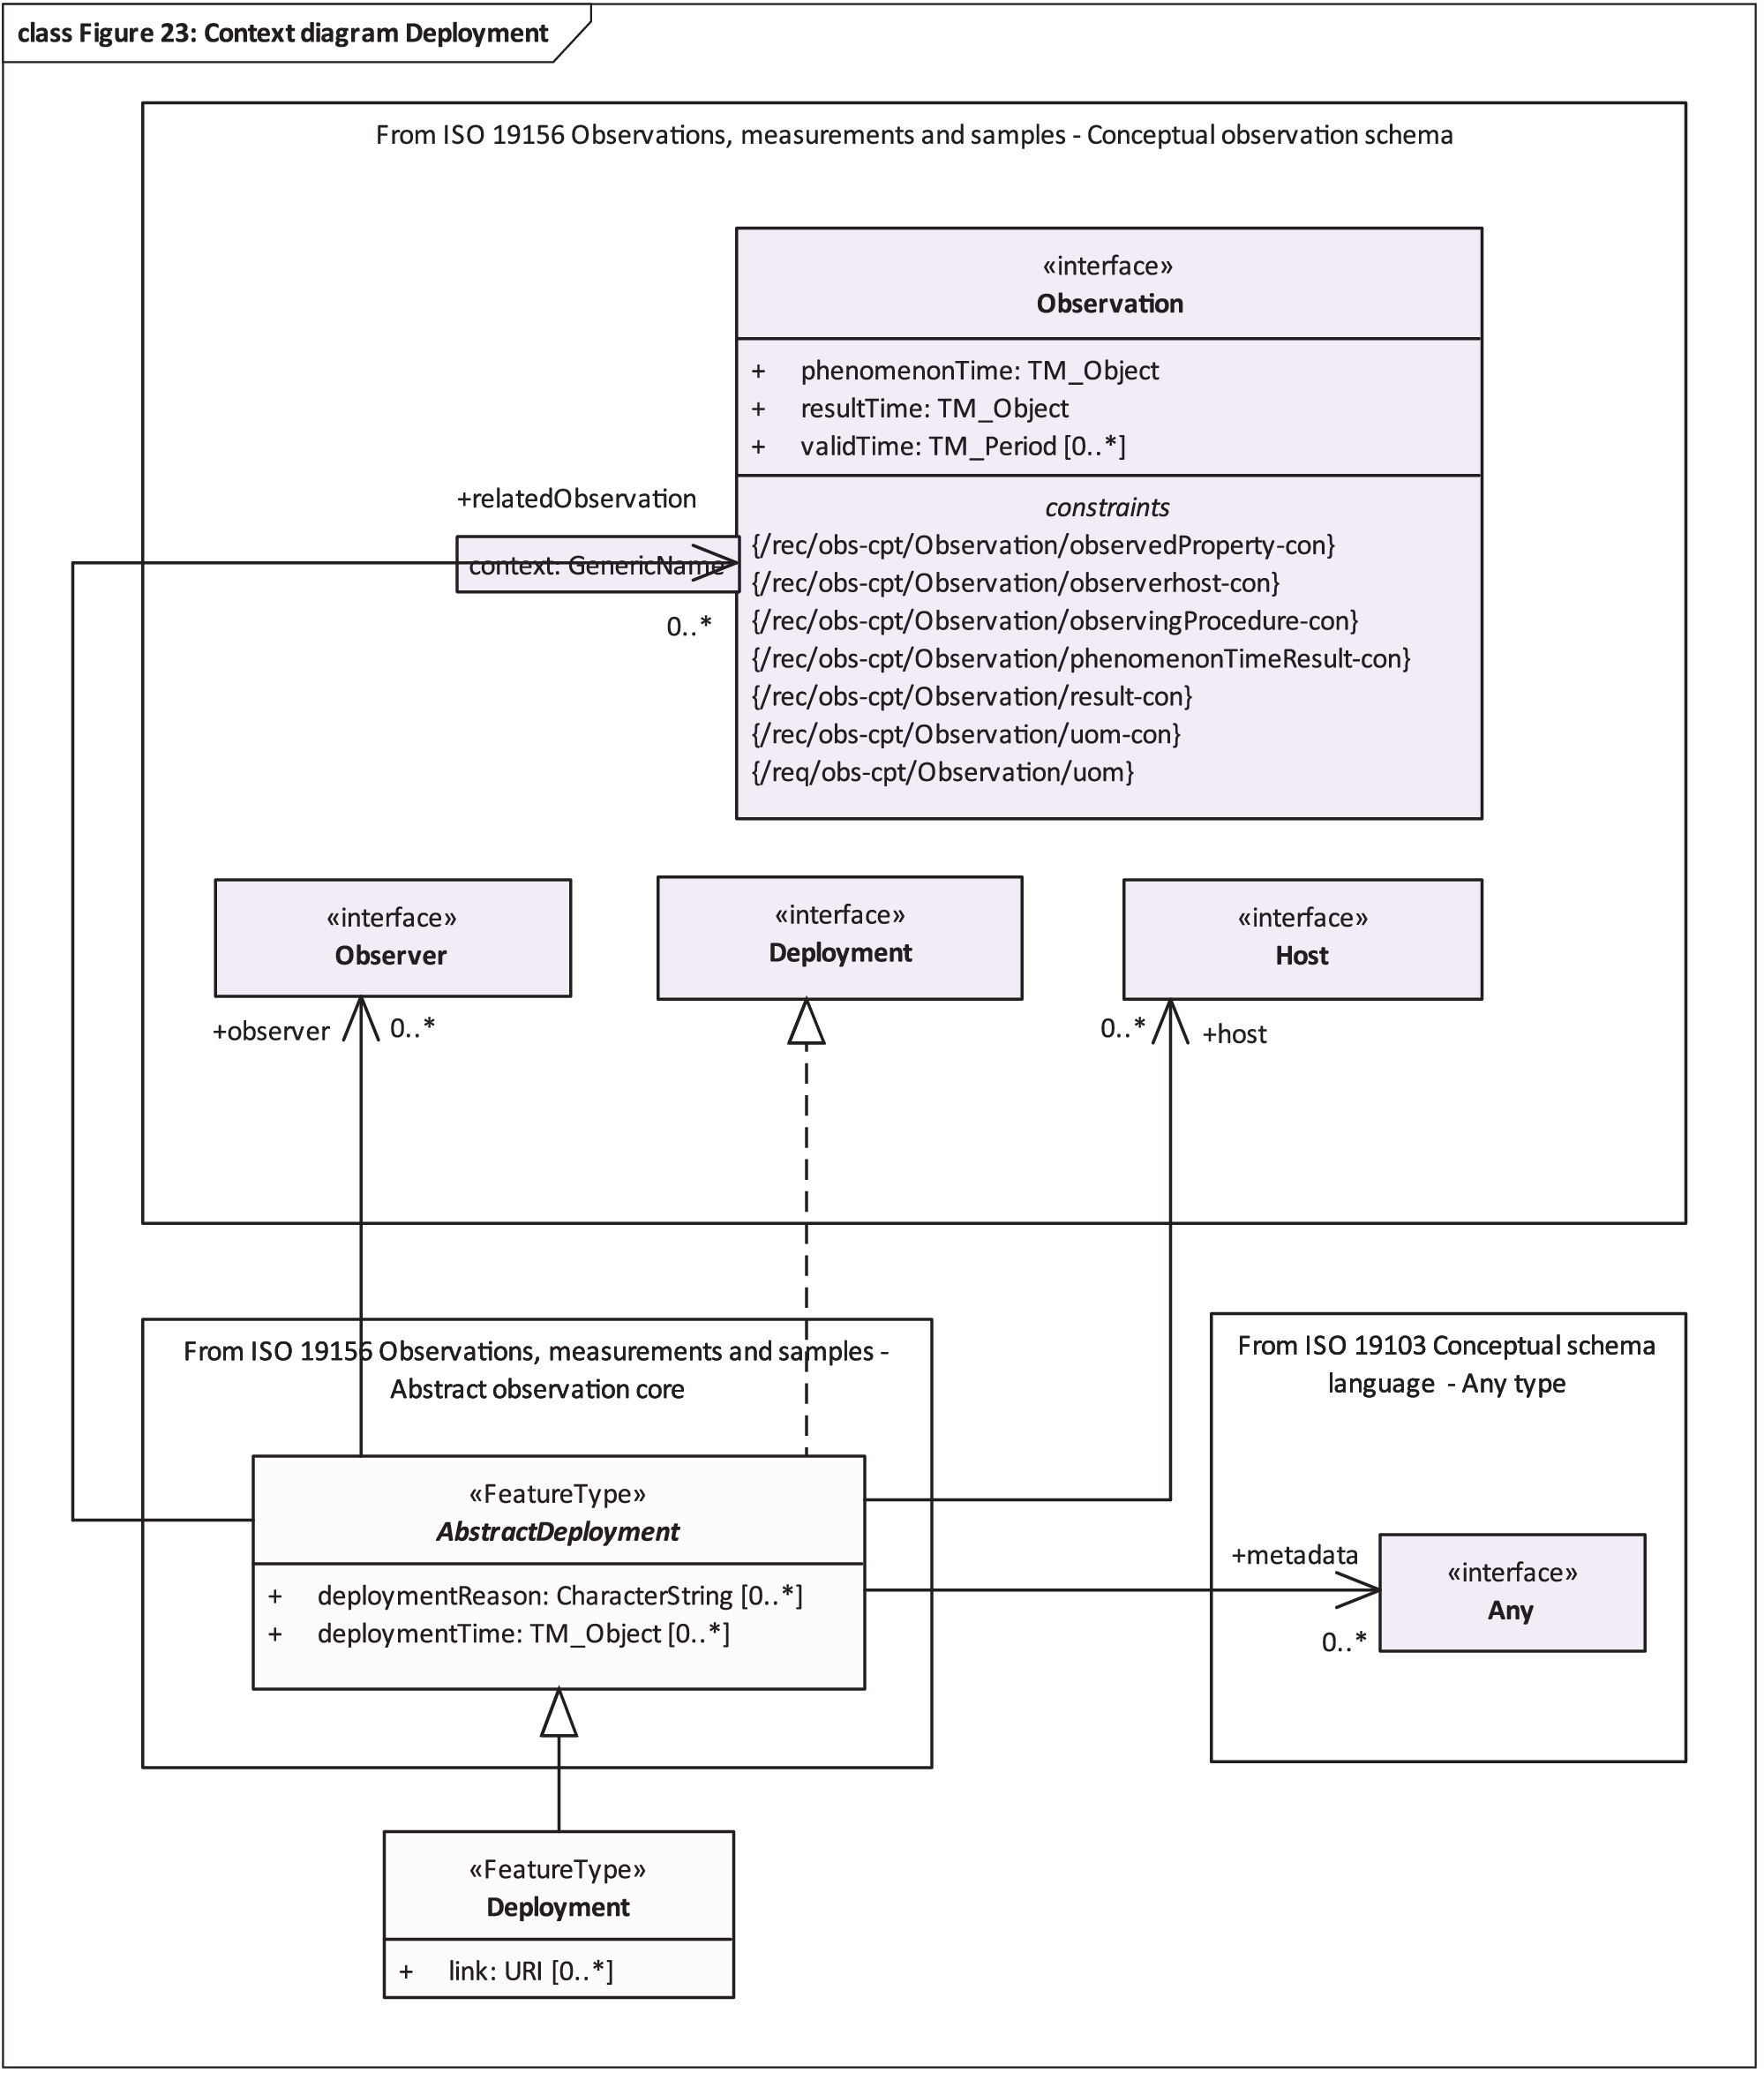 class Figure 23: Context diagram Deployment
From ISO 19156 Observations, measurements and samples - Conceptual observation schema
«interface»
Observation
+ phenomenonTime: TM_Object
+ resultTime: TM_Object
+ validTime: TM_Period [0..*]
constraints
{/rec/obs-cpt/Observation/observedProperty-con}
{/rec/obs-cpt/Observation/observerhost-con}
{/rec/obs-cpt/Observation/observingProcedure-con}
{/rec/obs-cpt/Observation/phenomenonTimeResult-con}
{/rec/obs-cpt/Observation/result-con}
{/rec/obs-cpt/Observation/uom-con}
{/req/obs-cpt/Observation/uom}
+relatedObservation
context: GenericName
0..*
«interface»
Observer
«interface»
Deployment
«interface»
Host
+observer
0..*
0..*
+host
From ISO 19156 Observations, measurements and samples -
Abstract observation core
«FeatureType»
AbstractDeployment
+ deploymentReason: CharacterString [0..*]
+ deploymentTime: TM_Object [0..*]
From ISO 19103 Conceptual schema
language - Any type
+metadata
0..*
«interface»
Any
«FeatureType»
Deployment
+ link: URI [0..*]